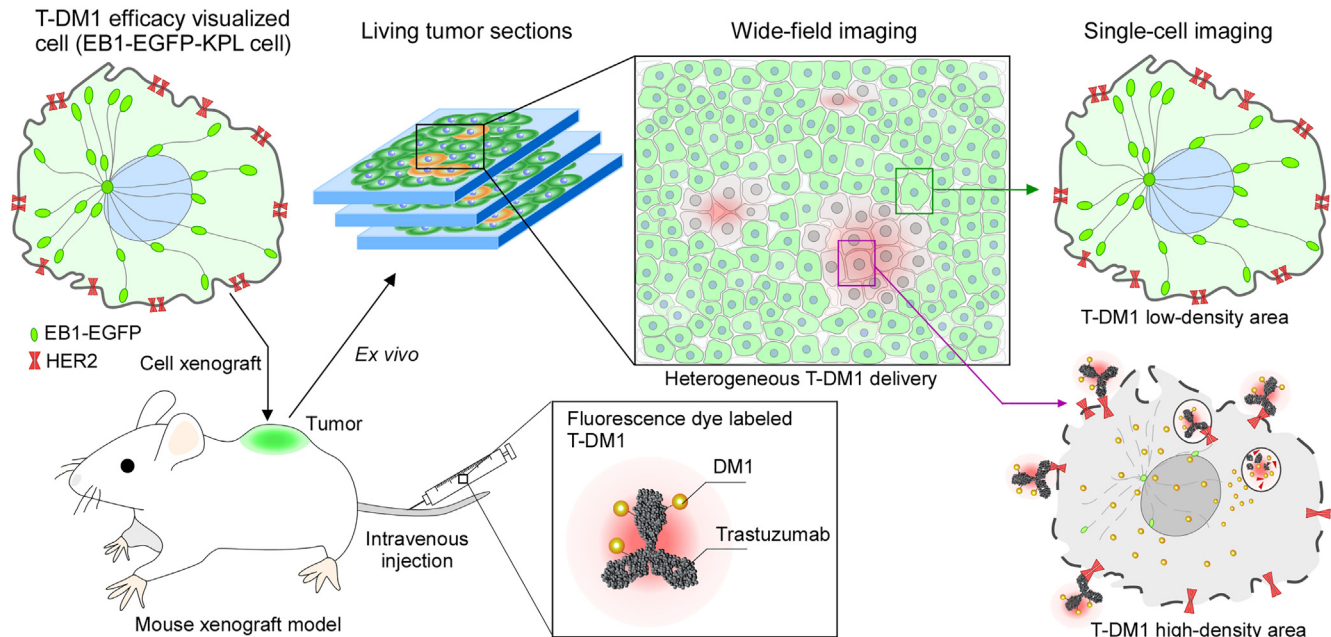 T-DM1 efficacy visualized
cell (EB1-EGFP-KPL cell)
Living tumor sections
Wide-field imaging
Single-cell imaging
EB1-EGFP
HER2
Cell xenograft
Ex vivo
Heterogeneous T-DM1 delivery
T-DM1 low-density area
Tumor
Fluorescence dye labeled
T-DM1
DM1
Trastuzumab
Intravenous
injection
Mouse xenograft model
T-DM1 high-density area